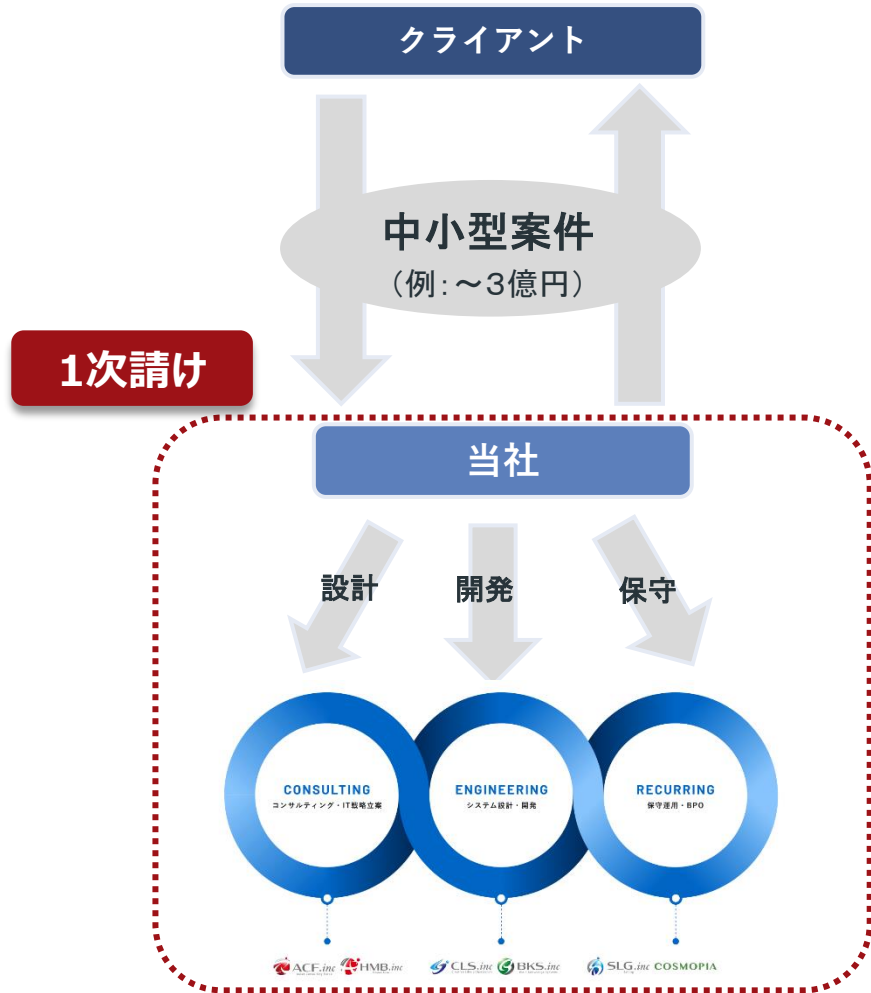 クライアント
中小型案件
（例：～3億円）
1次請け
当社
設計
開発
保守
CONSULTING
コンサルティング・IT戦略立案
ENGINEERING
システム設計・開発
RECURRING
保守運用・BPO
ACF.inc
HMB.inc
CLS.inc
BKS.inc
SLG.inc
COSMOPIA